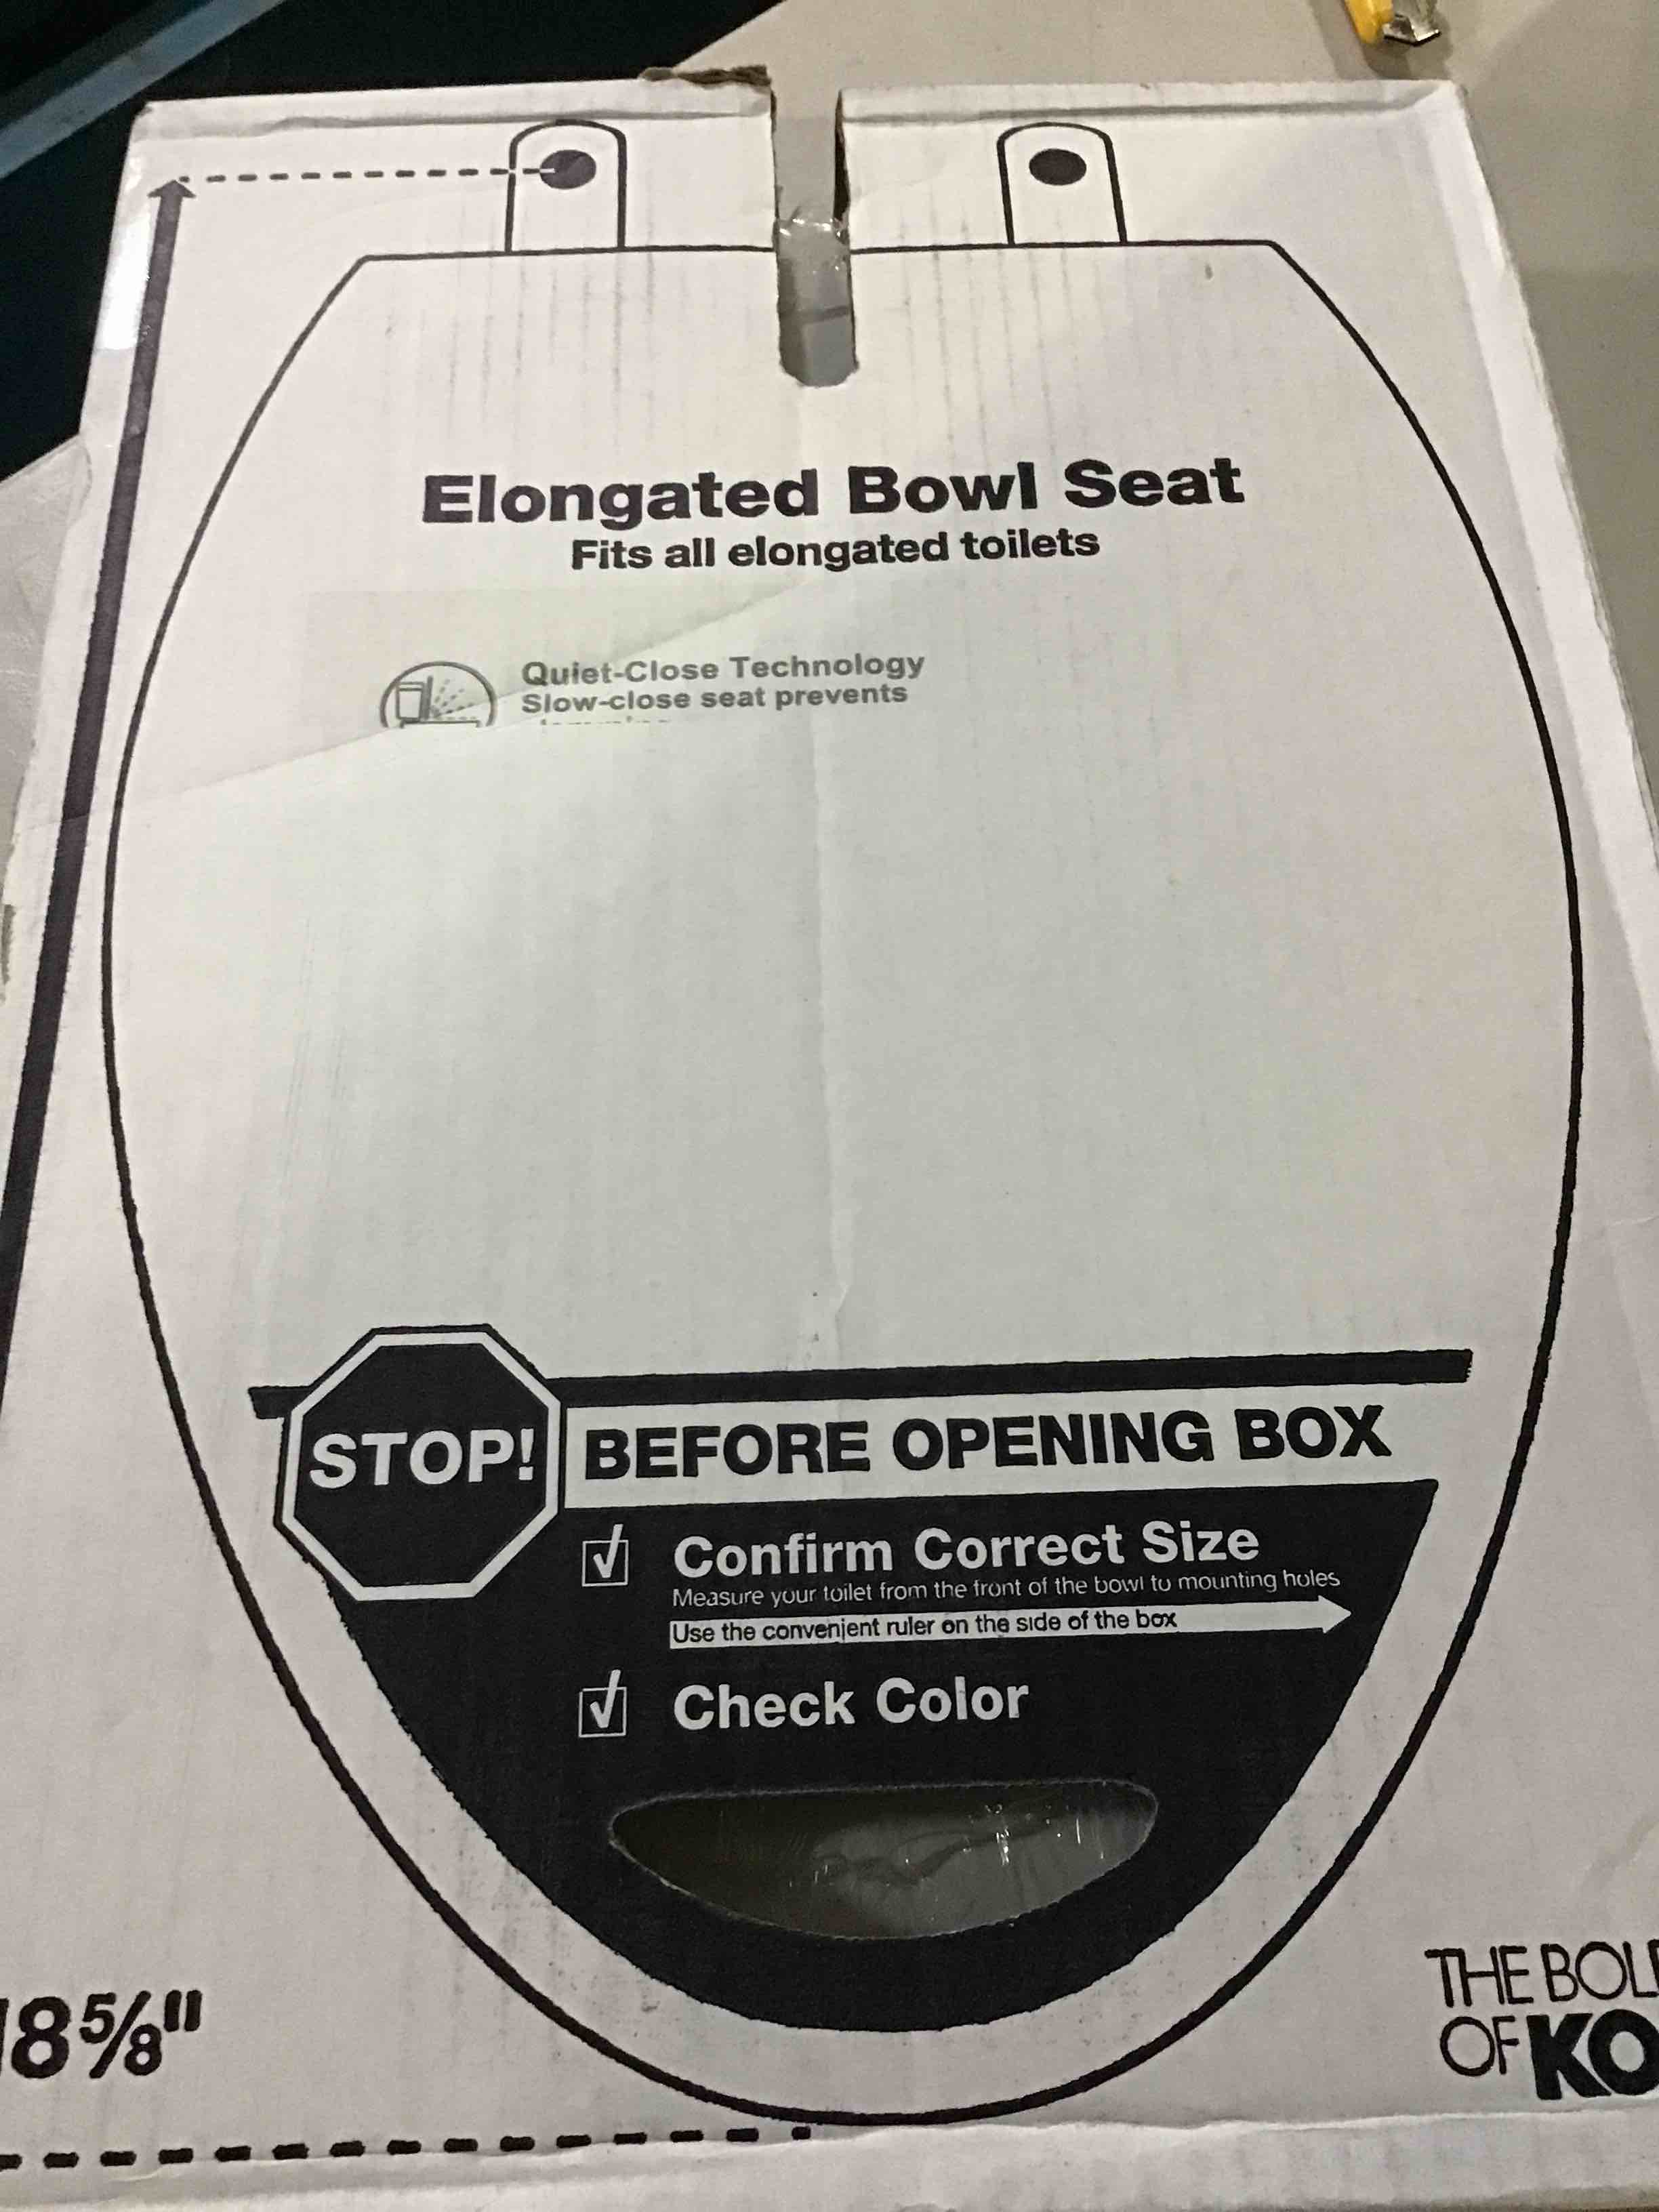 Elongated Bowl Seat
Fits all elongated toilets
Quiet-Close Technology
Slow-close seat prevents
STOP!
BEFORE OPENING BOX
Confirm Correct Size
Measure your toilet from the front of the bowl to mounting holes
Use the convenient ruler on the side of the box
Check Color
18 5/8"
THE BOL
OF KO